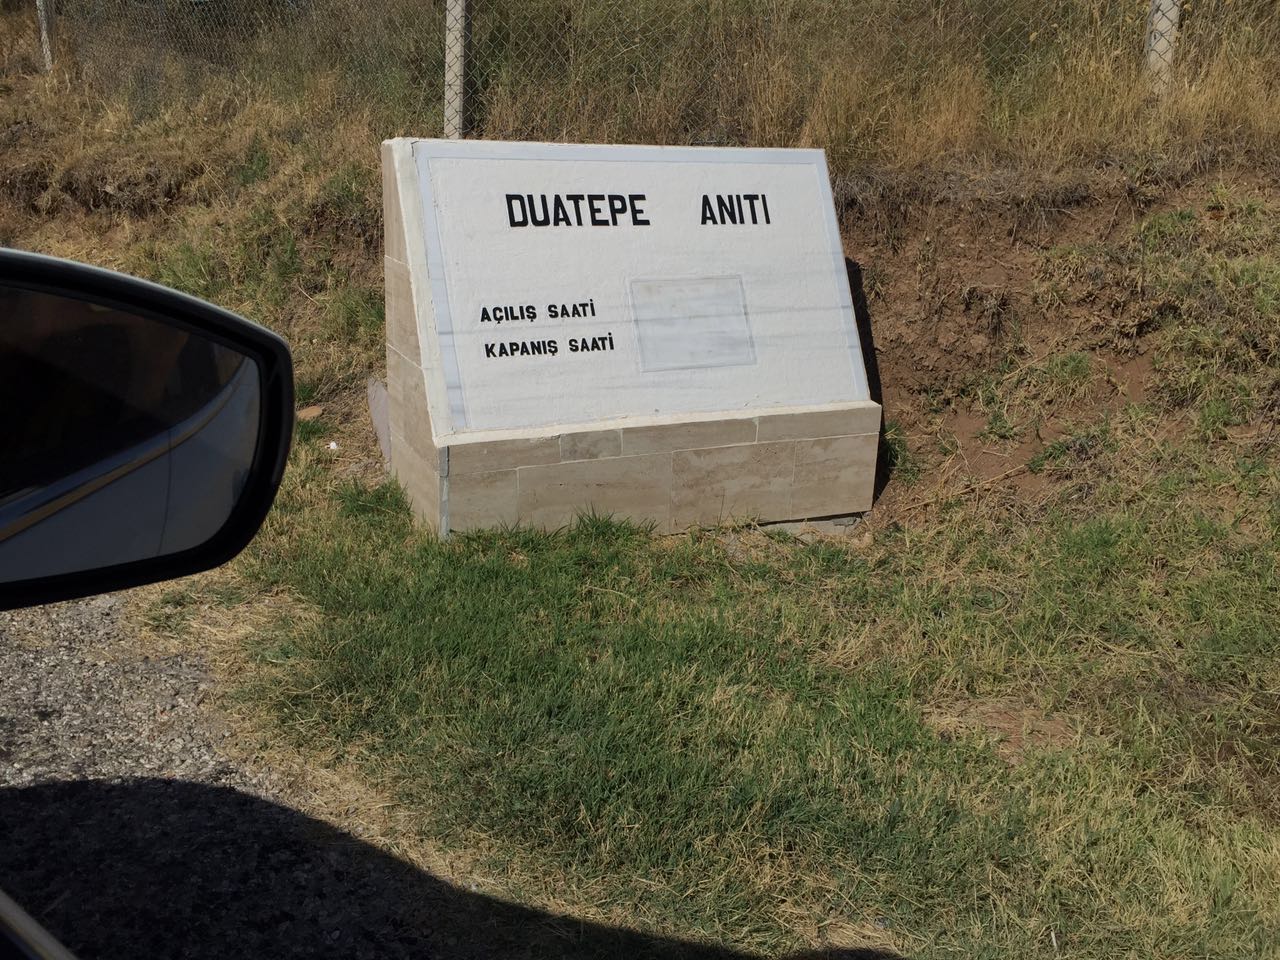 DUATEPE ANITI
AÇILIŞ SAATİ
KAPANIŞ SAATİ